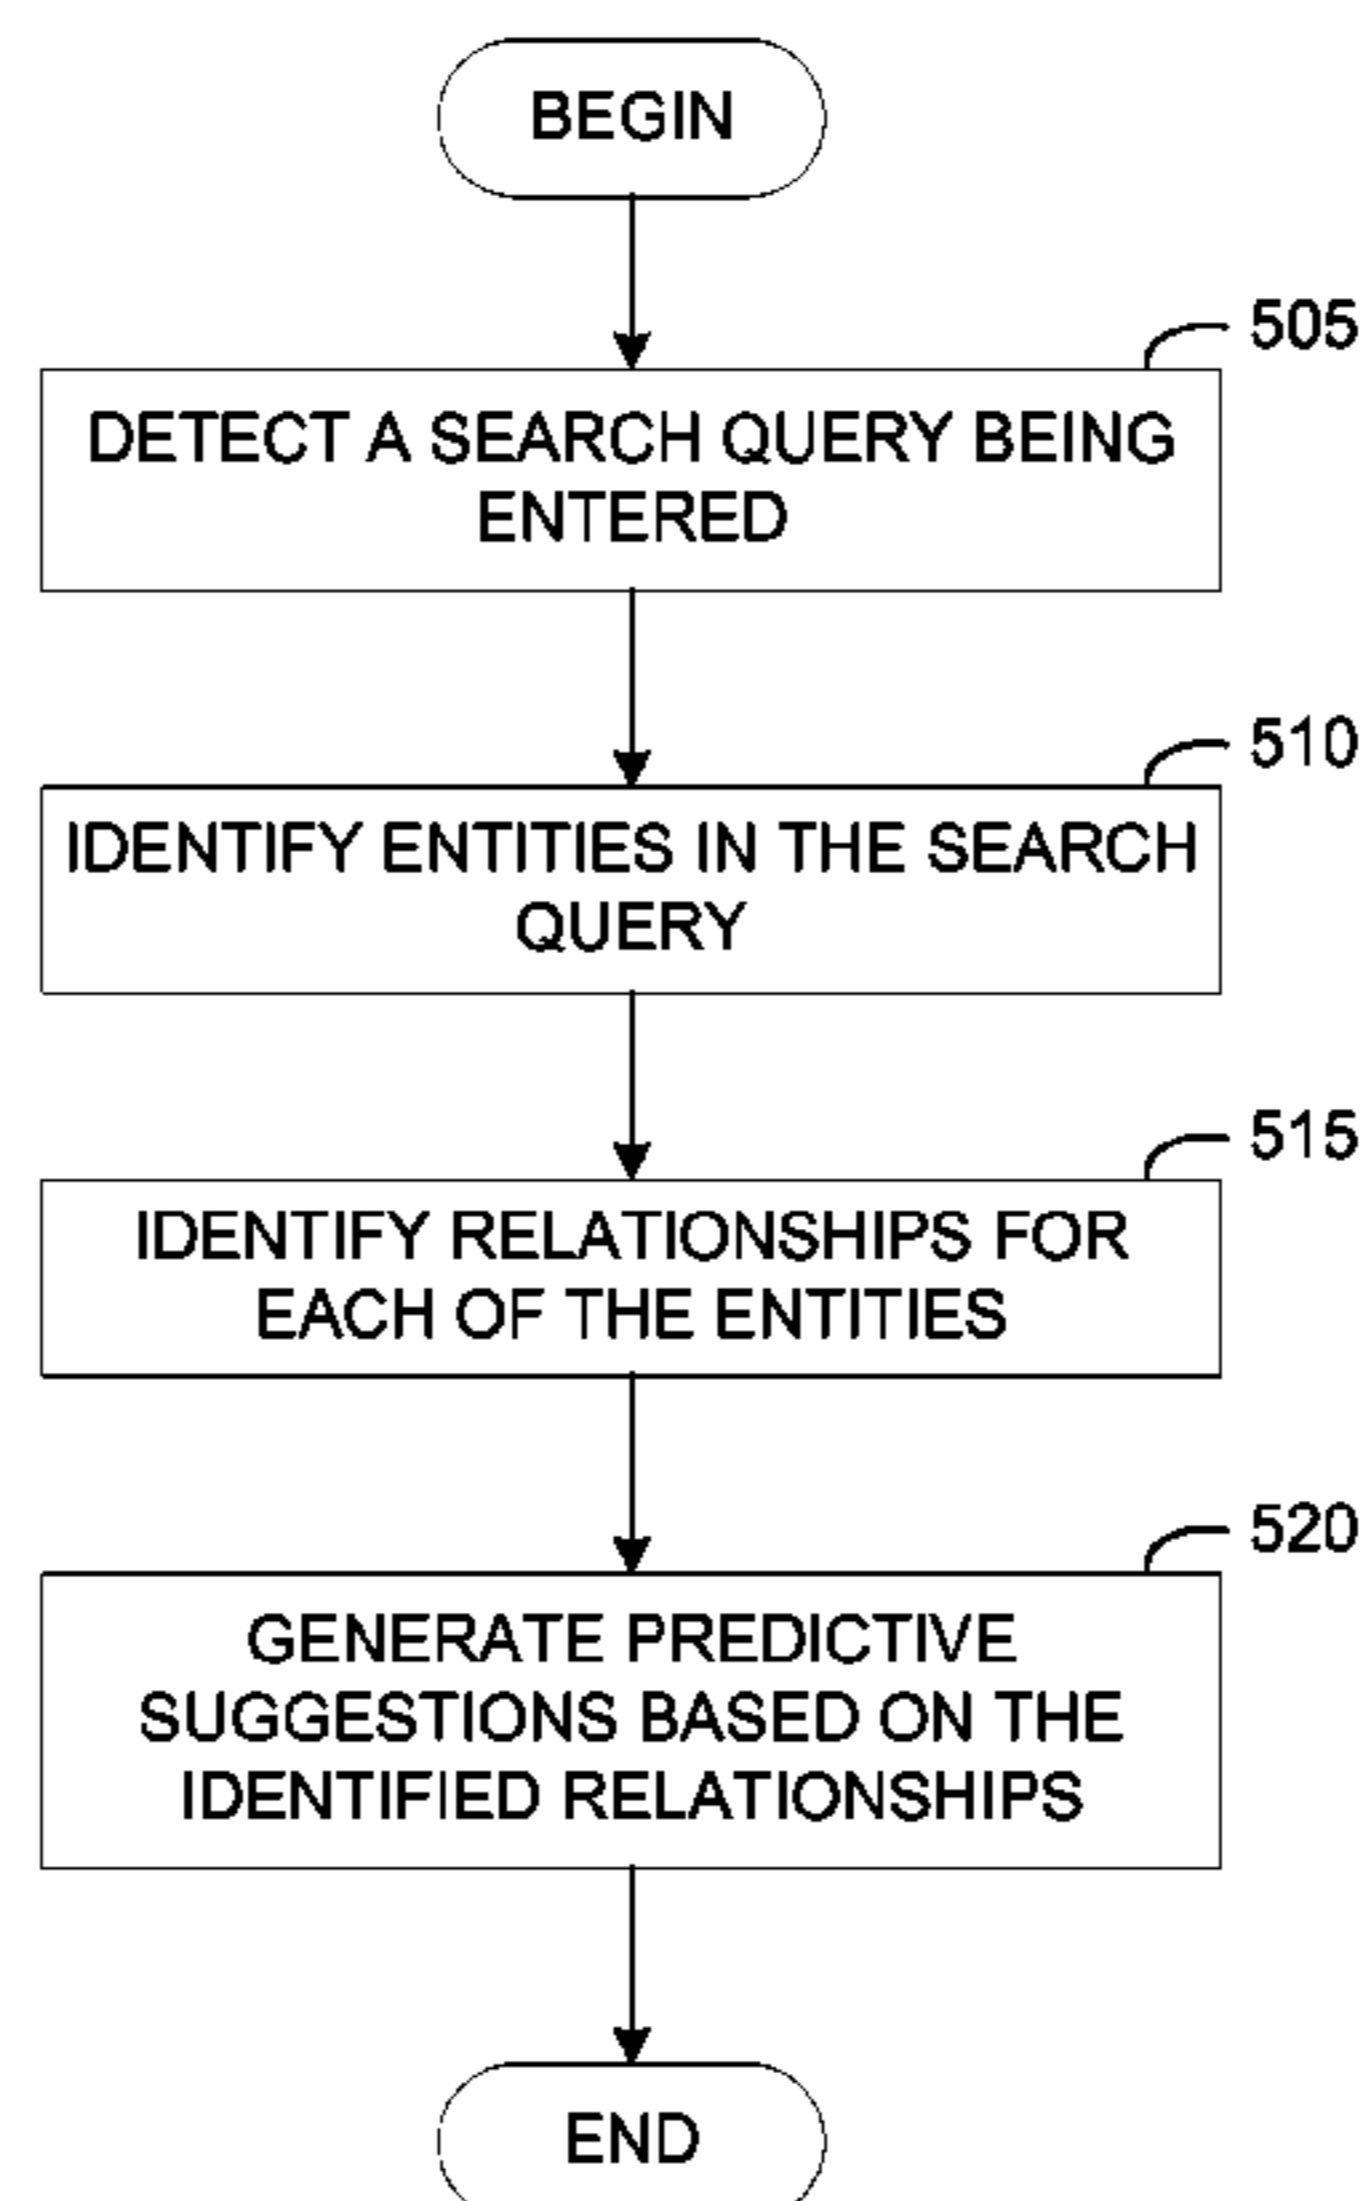 BEGIN
505
DETECT A SEARCH QUERY BEING
ENTERED
510
IDENTIFY ENTITIES IN THE SEARCH
QUERY
515
IDENTIFY RELATIONSHIPS FOR
EACH OF THE ENTITIES
520
GENERATE PREDICTIVE
SUGGESTIONS BASED ON THE
IDENTIFIED RELATIONSHIPS
END